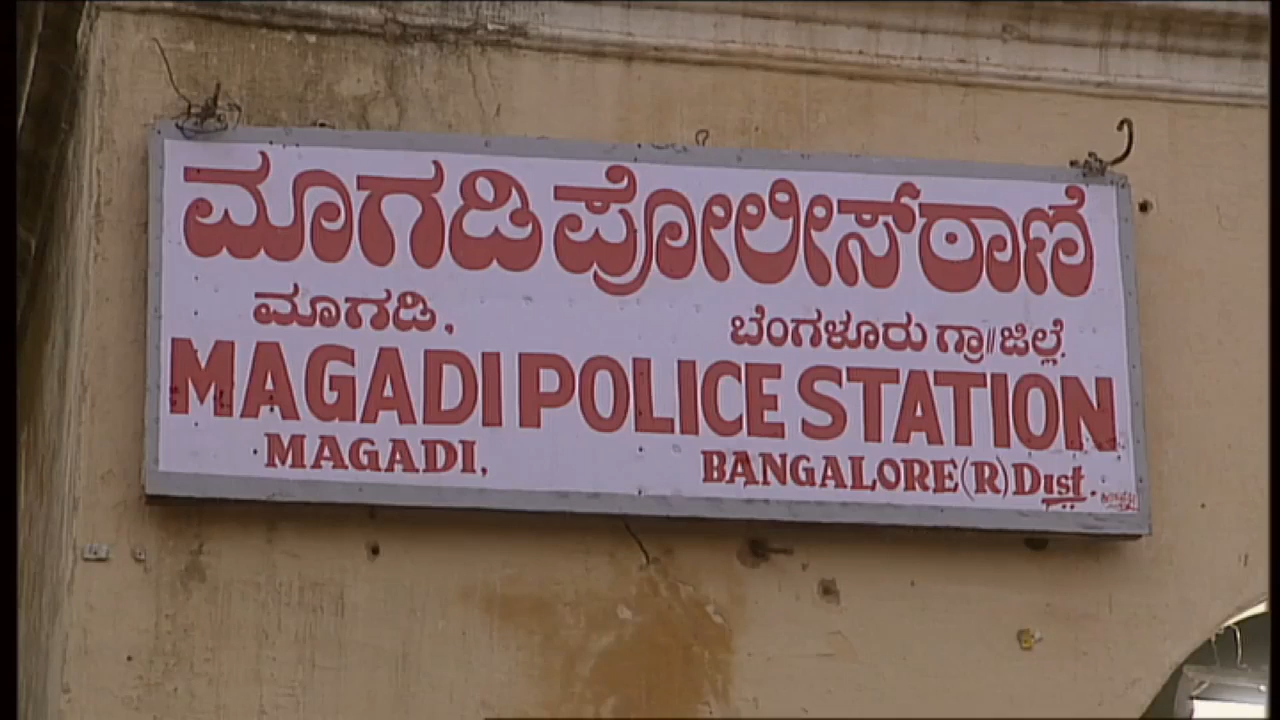 ಮಾಗಡಿ ಪೋಲೀಸ್ ಠಾಣೆ
ಮಾಗಡಿ, ಬೆಂಗಳೂರು ಗ್ರಾ||ಜಿಲ್ಲೆ.
MAGADI POLICE STATION
MAGADI, BANGALORE (R) Dist.